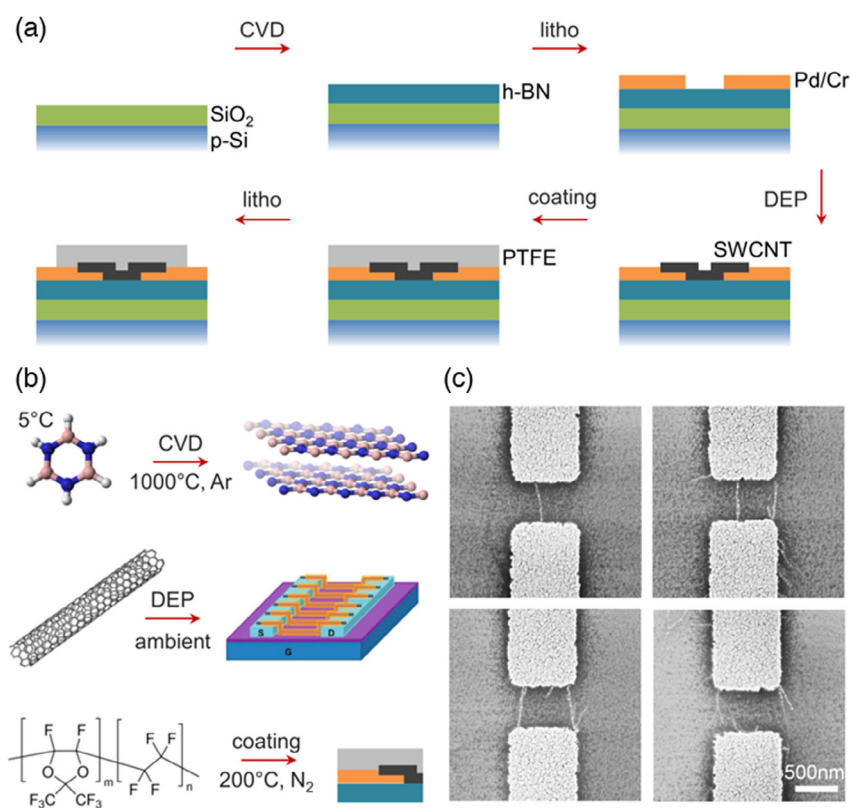 (a)
CVD
litho
SiO₂
p-Si
h-BN
Pd/Cr
DEP
litho
coating
PTFE
SWCNT
(b)
5°C
CVD
1000°C, Ar
DEP
ambient
S
D
G
F
F
O
O
F₃C
CF₃
m
F
F
F
F
n
coating
200°C, N₂
(c)
500nm